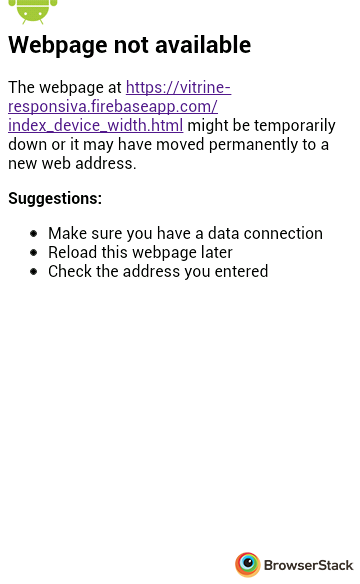 Webpage not available
The webpage at https://vitrine-
responsiva.firebaseapp.com/
index_device_width.html might be temporarily
down or it may have moved permanently to a
new web address.
Suggestions:
Make sure you have a data connection
Reload this webpage later
Check the address you entered
BrowserStack